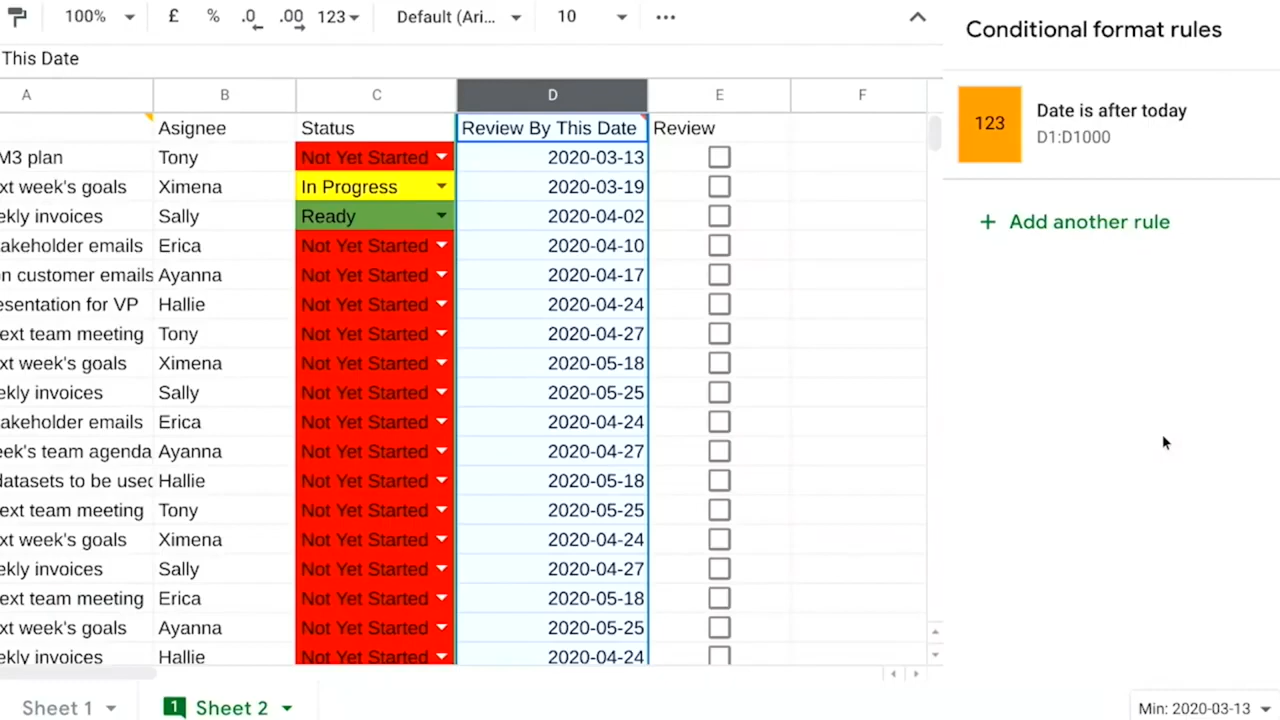 100% £ % .0 .00 123 Default (Ari... 10 ...
Conditional format rules
This Date
A B C D E F
123 Date is after today
D1:D1000
Asignee Status Review By This Date Review
M3 plan Tony Not Yet Started 2020-03-13
xt week's goals Ximena In Progress 2020-03-19
ekly invoices Sally Ready 2020-04-02
+ Add another rule
akeholder emails Erica Not Yet Started 2020-04-10
on customer emails Ayanna Not Yet Started 2020-04-17
esentation for VP Hallie Not Yet Started 2020-04-24
ext team meeting Tony Not Yet Started 2020-04-27
xt week's goals Ximena Not Yet Started 2020-05-18
ekly invoices Sally Not Yet Started 2020-05-25
akeholder emails Erica Not Yet Started 2020-04-24
eek's team agenda Ayanna Not Yet Started 2020-04-27
datasets to be used Hallie Not Yet Started 2020-05-18
ext team meeting Tony Not Yet Started 2020-05-25
xt week's goals Ximena Not Yet Started 2020-04-24
ekly invoices Sally Not Yet Started 2020-04-27
ext team meeting Erica Not Yet Started 2020-05-18
xt week's goals Ayanna Not Yet Started 2020-05-25
ekly invoices Hallie Not Yet Started 2020-04-24
Sheet 1 1 Sheet 2 Min: 2020-03-13